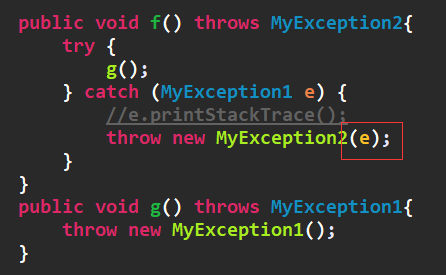 public void f() throws MyException2{
try {
g();
} catch (MyException1 e) {
//e.printStackTrace();
throw new MyException2(e);
}
}
public void g() throws MyException1{
throw new MyException1();
}